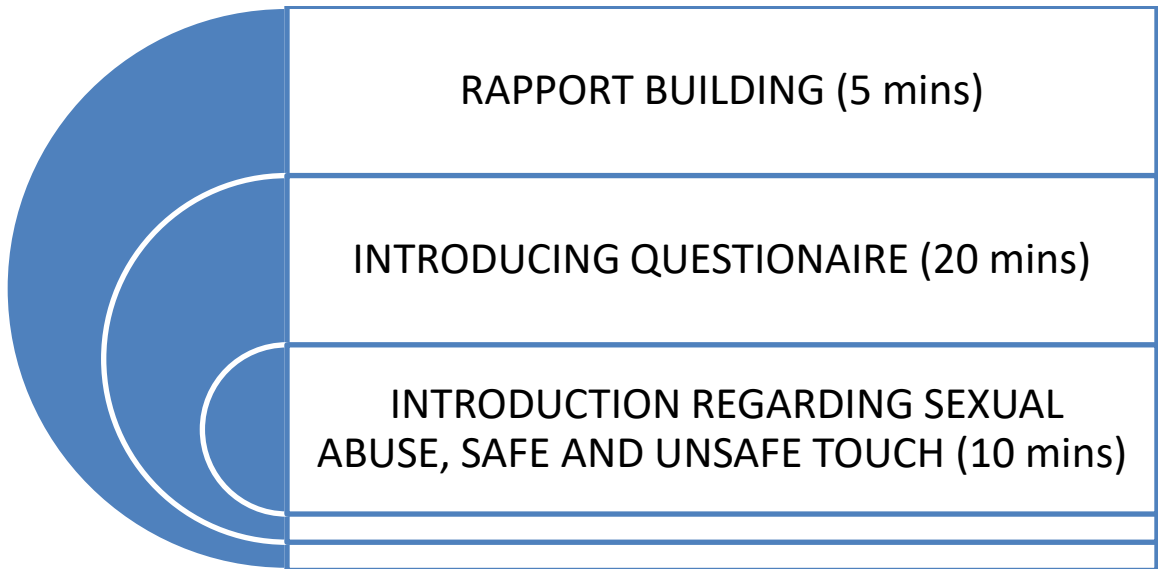 RAPPORT BUILDING (5 mins)
INTRODUCING QUESTIONAIRE (20 mins)
INTRODUCTION REGARDING SEXUAL
ABUSE, SAFE AND UNSAFE TOUCH (10 mins)